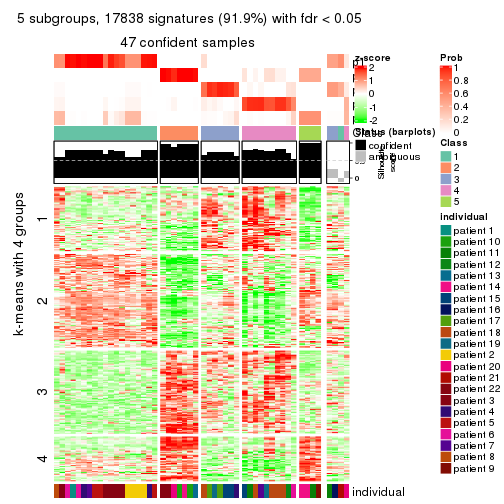 5 subgroups, 17838 signatures (91.9%) with fdr < 0.05
47 confident samples
k-means with 4 groups
1
2
3
4
Class
individual
z-score
2
1
0
-1
-2
Status (barplots)
confident
ambiguous
Silhouette
score
0
Prob
1
0.8
0.6
0.4
0.2
0
Class
1
2
3
4
5
individual
patient 1
patient 10
patient 11
patient 12
patient 13
patient 14
patient 15
patient 16
patient 17
patient 18
patient 19
patient 2
patient 20
patient 21
patient 22
patient 3
patient 4
patient 5
patient 6
patient 7
patient 8
patient 9